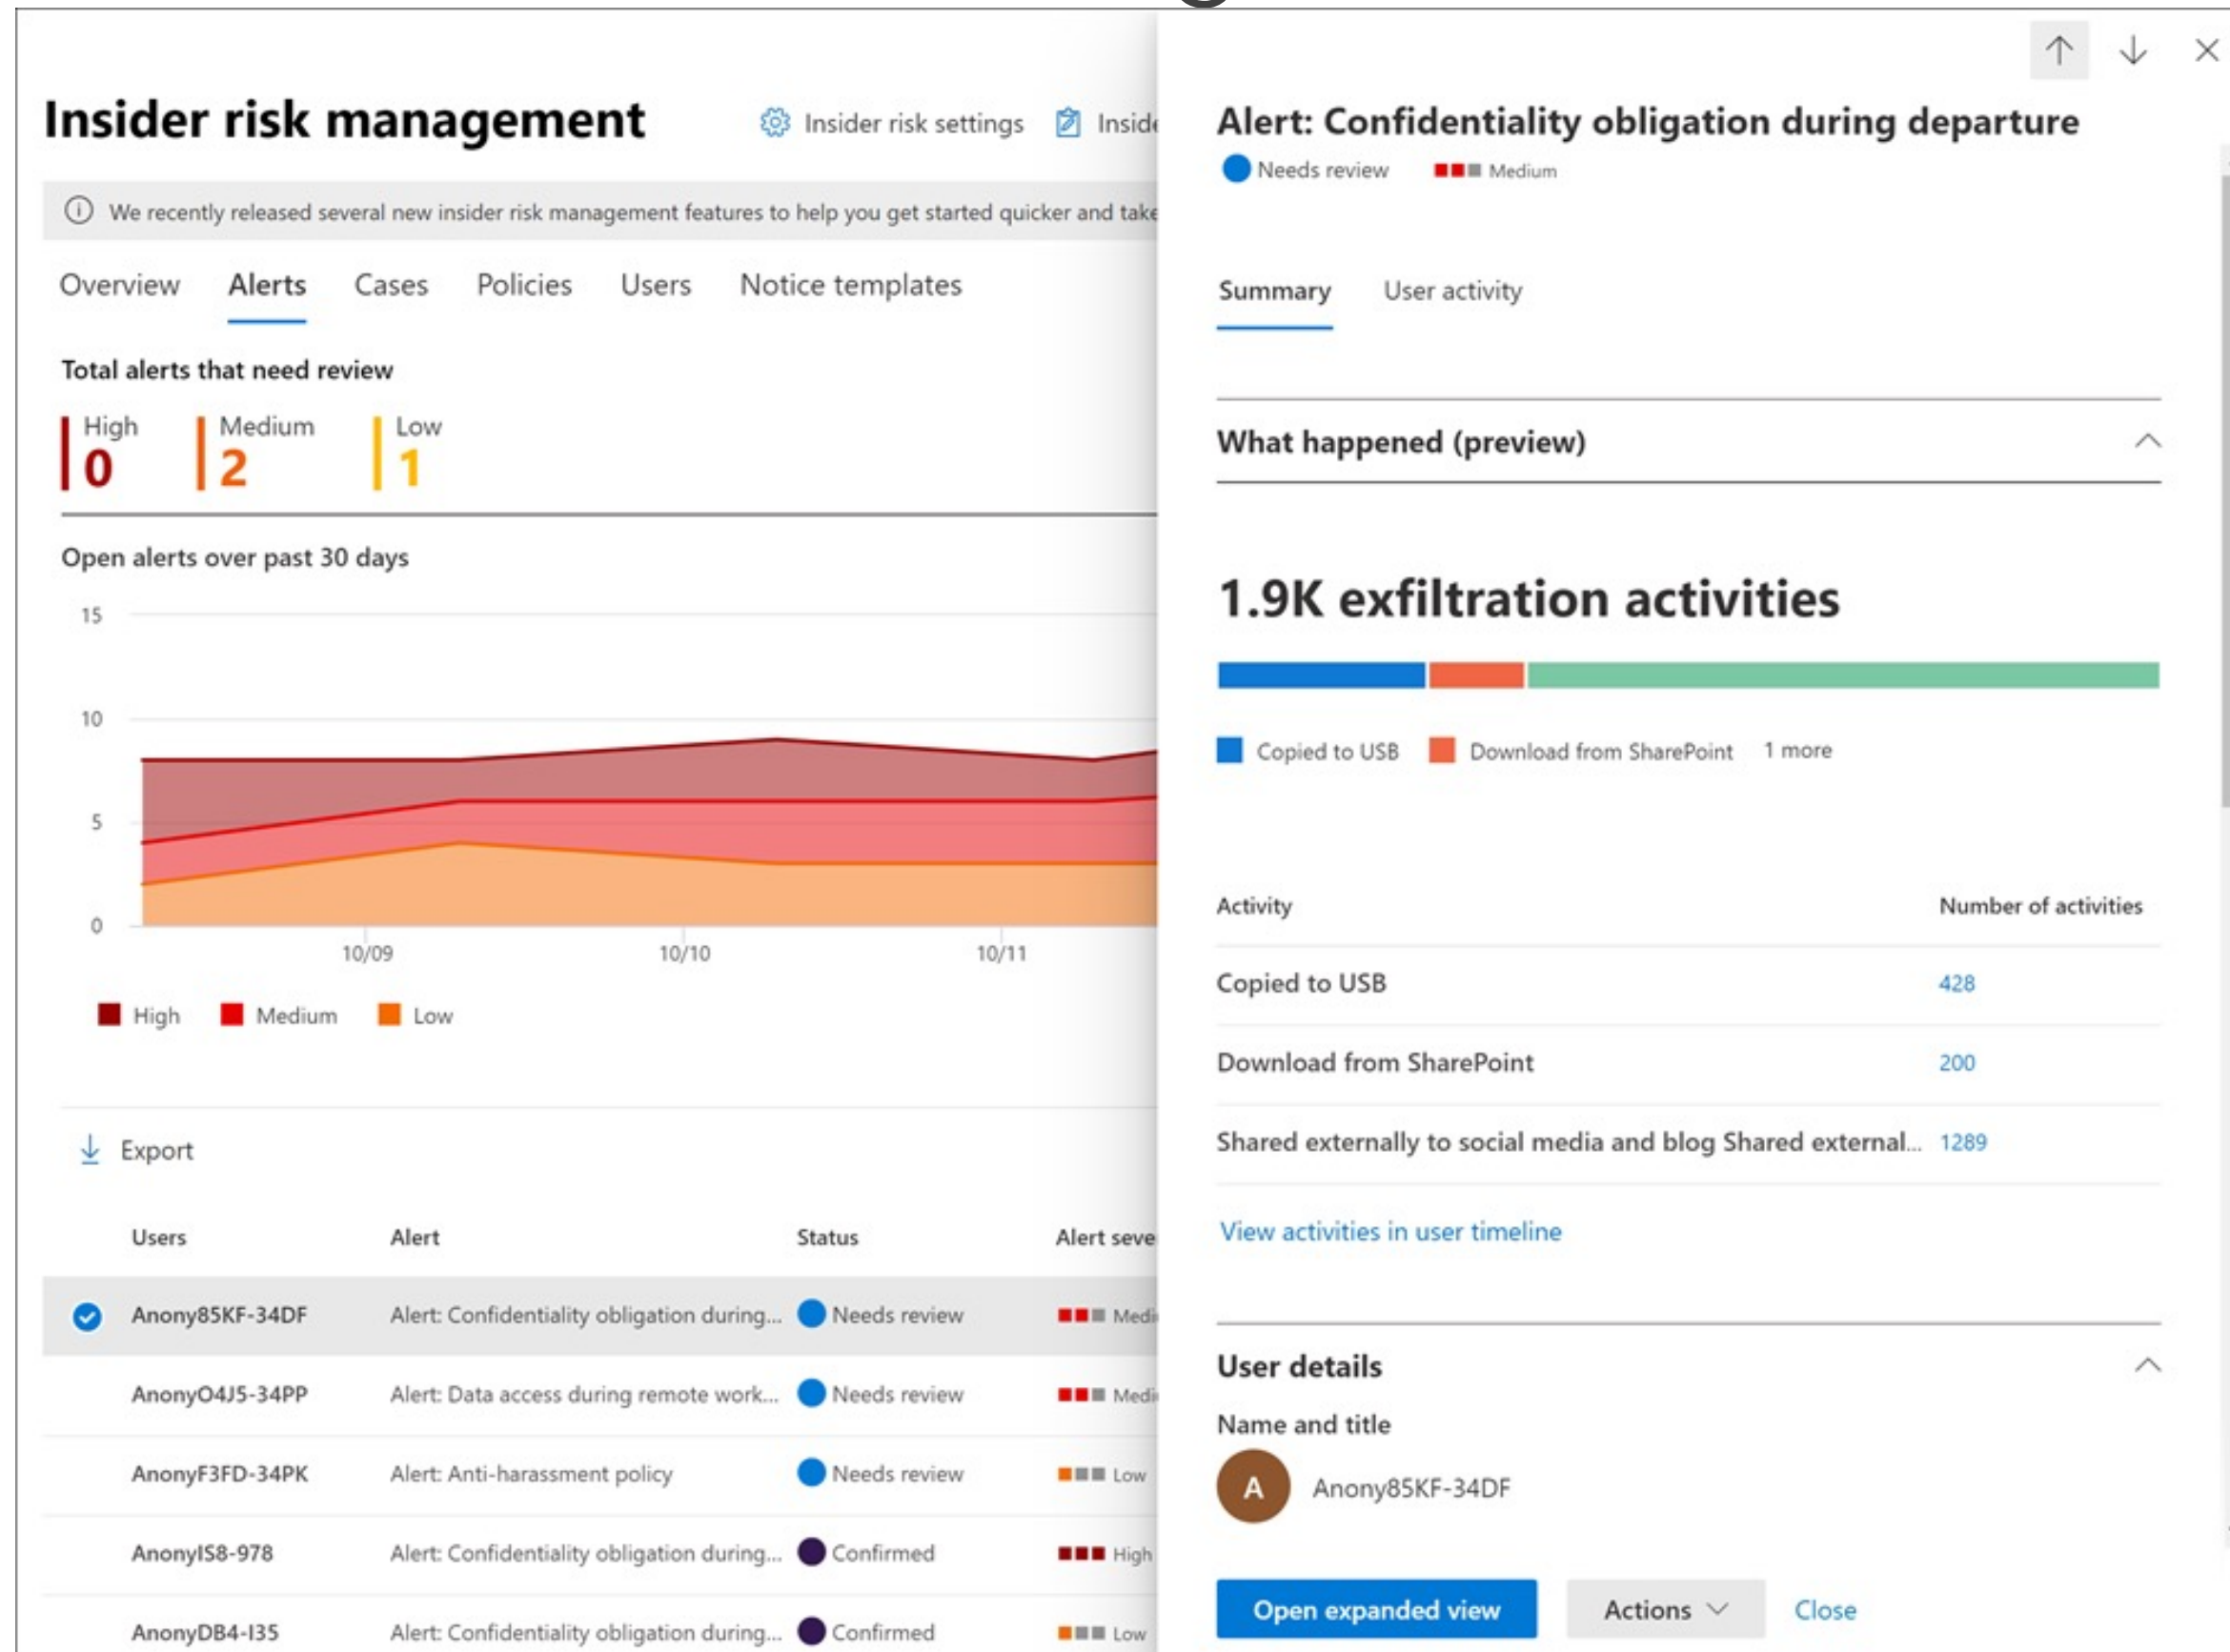 Insider risk management
Insider risk settings
We recently released several new insider risk management features to help you get started quicker and take
Overview Alerts Cases Policies Users Notice templates
Total alerts that need review
High Medium Low
0 2 1
Open alerts over past 30 days
15
10
5
0
10/09 10/10 10/11
High Medium Low
Export
Users Alert Status Alert seve
Anony85KF-34DF Alert: Confidentiality obligation during... Needs review Medi
AnonyO4J5-34PP Alert: Data access during remote work... Needs review Medi
AnonyF3FD-34PK Alert: Anti-harassment policy Needs review Low
AnonyIS8-978 Alert: Confidentiality obligation during... Confirmed High
AnonyDB4-I35 Alert: Confidentiality obligation during... Confirmed Low
Alert: Confidentiality obligation during departure
Needs review Medium
Summary User activity
What happened (preview)
1.9K exfiltration activities
Copied to USB Download from SharePoint 1 more
Activity Number of activities
Copied to USB 428
Download from SharePoint 200
Shared externally to social media and blog Shared external... 1289
View activities in user timeline
User details
Name and title
A Anony85KF-34DF
Open expanded view Actions Close